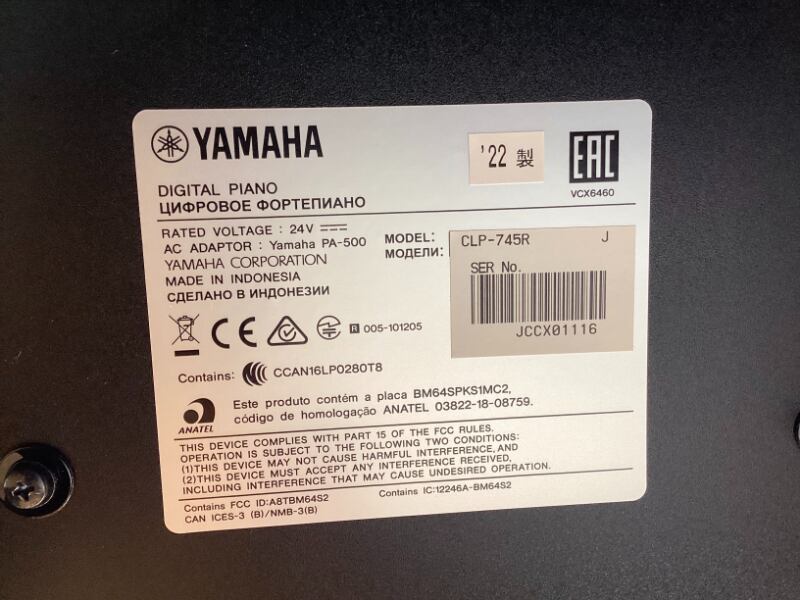 YAMAHA
'22 製
EAC
VCX6460
DIGITAL PIANO
ЦИФРОВОЕ ФОРТЕПИАНО
RATED VOLTAGE : 24V
AC ADAPTOR : Yamaha PA-500
YAMAHA CORPORATION
MADE IN INDONESIA
СДЕЛАНО В ИНДОНЕЗИИ
MODEL:
МОДЕЛИ:
CLP-745R J
SER No.
JCCX01116
CE
R 005-101205
Contains: CCAN16LP0280T8
ANATEL
Este produto contém a placa BM64SPKS1MC2,
código de homologação ANATEL 03822-18-08759.
THIS DEVICE COMPLIES WITH PART 15 OF THE FCC RULES.
OPERATION IS SUBJECT TO THE FOLLOWING TWO CONDITIONS:
(1)THIS DEVICE MAY NOT CAUSE HARMFUL INTERFERENCE, AND
(2)THIS DEVICE MUST ACCEPT ANY INTERFERENCE RECEIVED,
INCLUDING INTERFERENCE THAT MAY CAUSE UNDESIRED OPERATION.
Contains FCC ID:A8TBM64S2 Contains IC:12246A-BM64S2
CAN ICES-3 (B)/NMB-3(B)